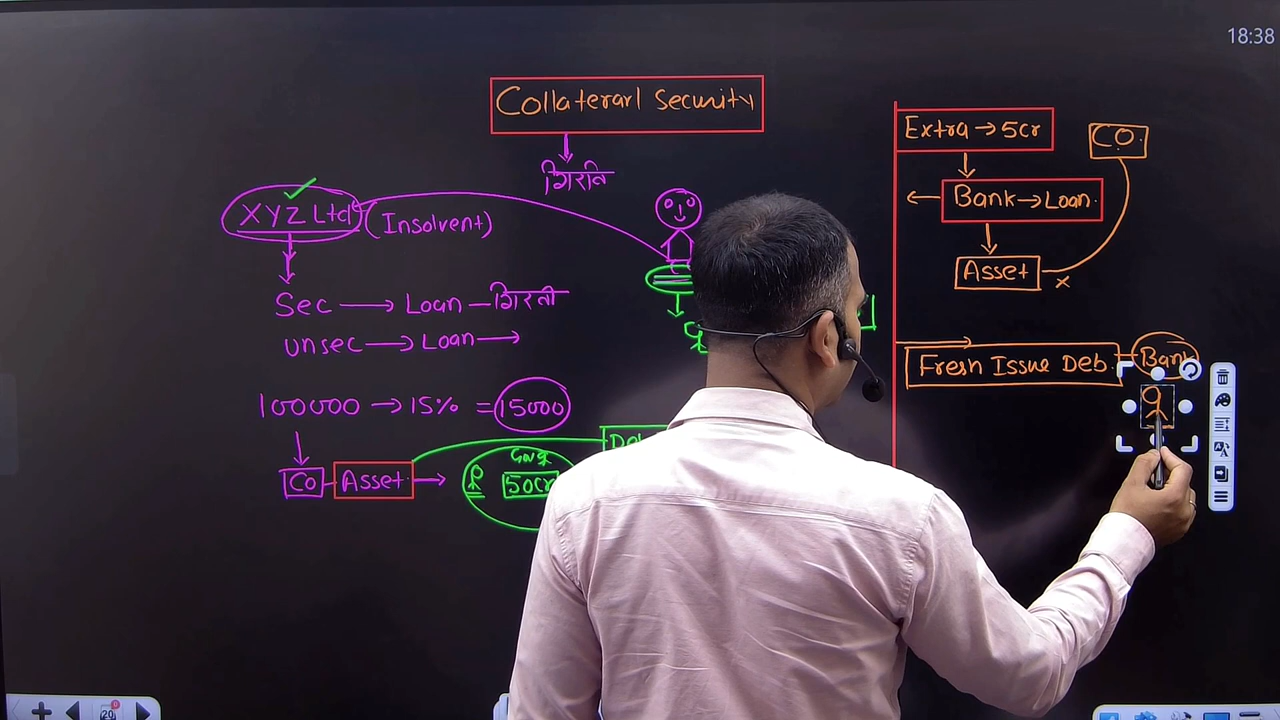 18:38
Collaterarl Security
गिरवी
XYZ Ltd (Insolvent)
Sec → Loan – गिरवी
unsec → Loan →
100000 → 15% = 15000
Co Asset →
50cr
Extra → 5cr
CO.
Bank → Loan.
Asset x
Fresh Issue Deb. Bank
20